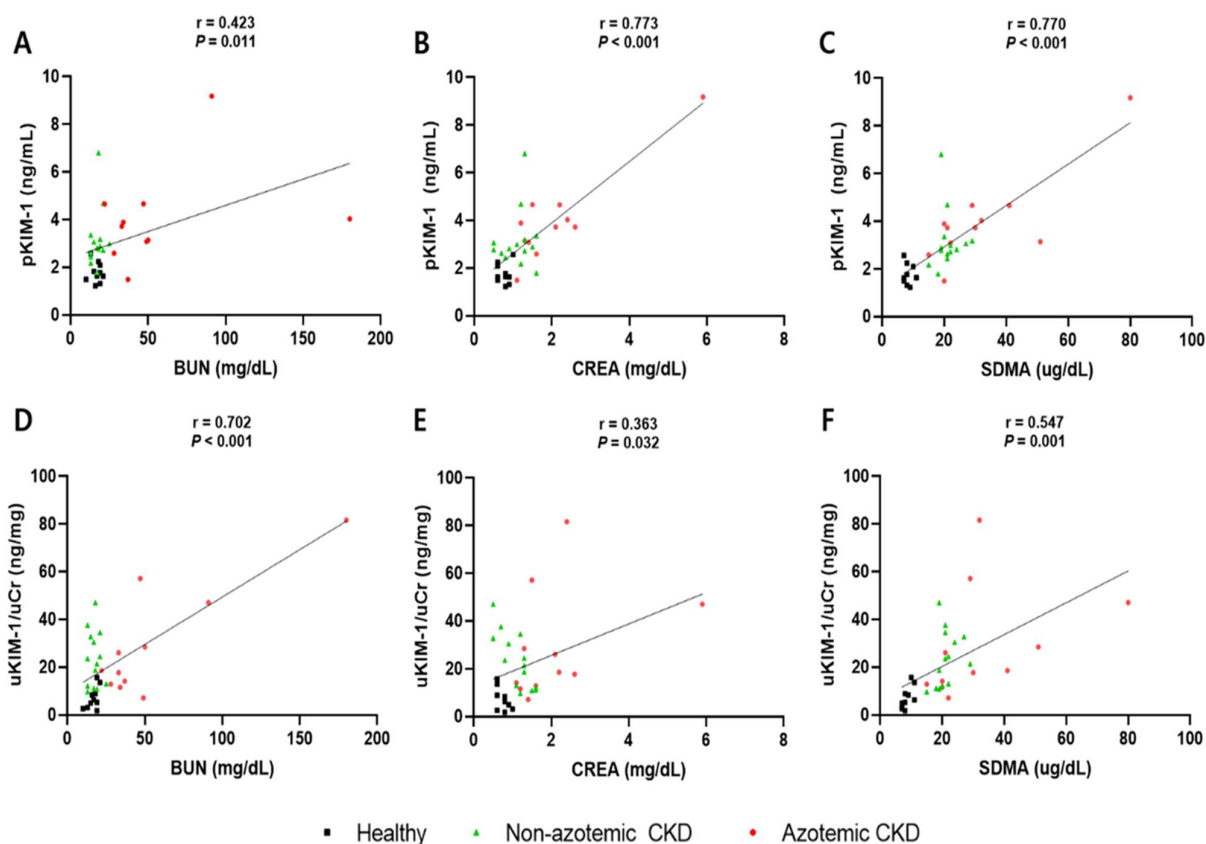 r = 0.423
P = 0.011
A
pKIM-1 (ng/mL)
10
8
6
4
2
0
0 50 100 150 200
BUN (mg/dL)
r = 0.773
P < 0.001
B
pKIM-1 (ng/mL)
10
8
6
4
2
0
0 2 4 6 8
CREA (mg/dL)
r = 0.770
P < 0.001
C
pKIM-1 (ng/mL)
10
8
6
4
2
0
0 20 40 60 80 100
SDMA (ug/dL)
r = 0.702
P < 0.001
D
uKIM-1/uCr (ng/mg)
100
80
60
40
20
0
0 50 100 150 200
BUN (mg/dL)
r = 0.363
P = 0.032
E
uKIM-1/uCr (ng/mg)
100
80
60
40
20
0
0 2 4 6 8
CREA (mg/dL)
r = 0.547
P = 0.001
F
uKIM-1/uCr (ng/mg)
100
80
60
40
20
0
0 20 40 60 80 100
SDMA (ug/dL)
Healthy Non-azotemic CKD Azotemic CKD